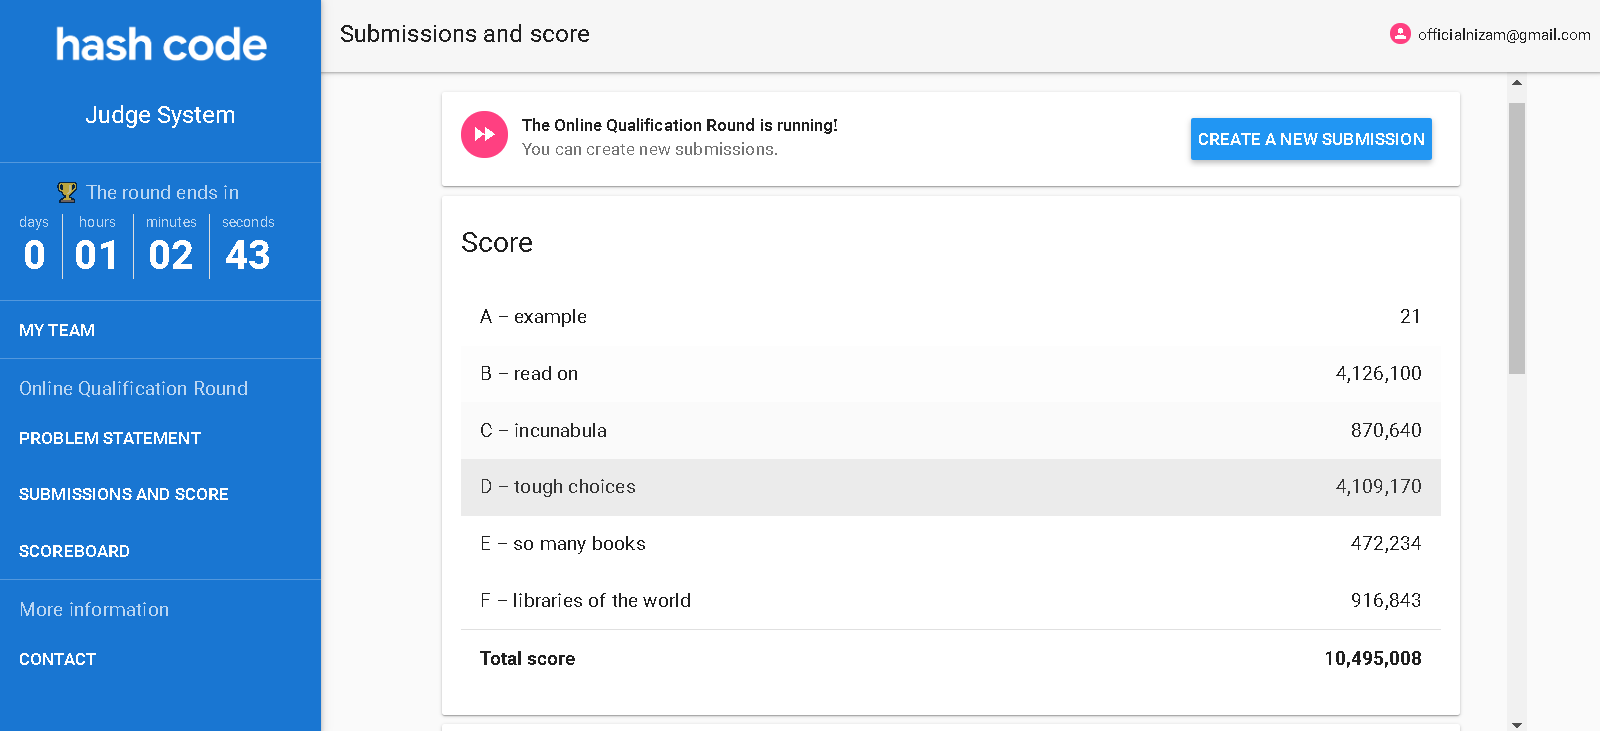 hash code
Judge System
The round ends in
days hours minutes seconds
0 01 02 43
MY TEAM
Online Qualification Round
PROBLEM STATEMENT
SUBMISSIONS AND SCORE
SCOREBOARD
More information
CONTACT
Submissions and score
officialnizam@gmail.com
The Online Qualification Round is running!
You can create new submissions.
CREATE A NEW SUBMISSION
Score
A – example 21
B – read on 4,126,100
C – incunabula 870,640
D – tough choices 4,109,170
E – so many books 472,234
F – libraries of the world 916,843
Total score 10,495,008